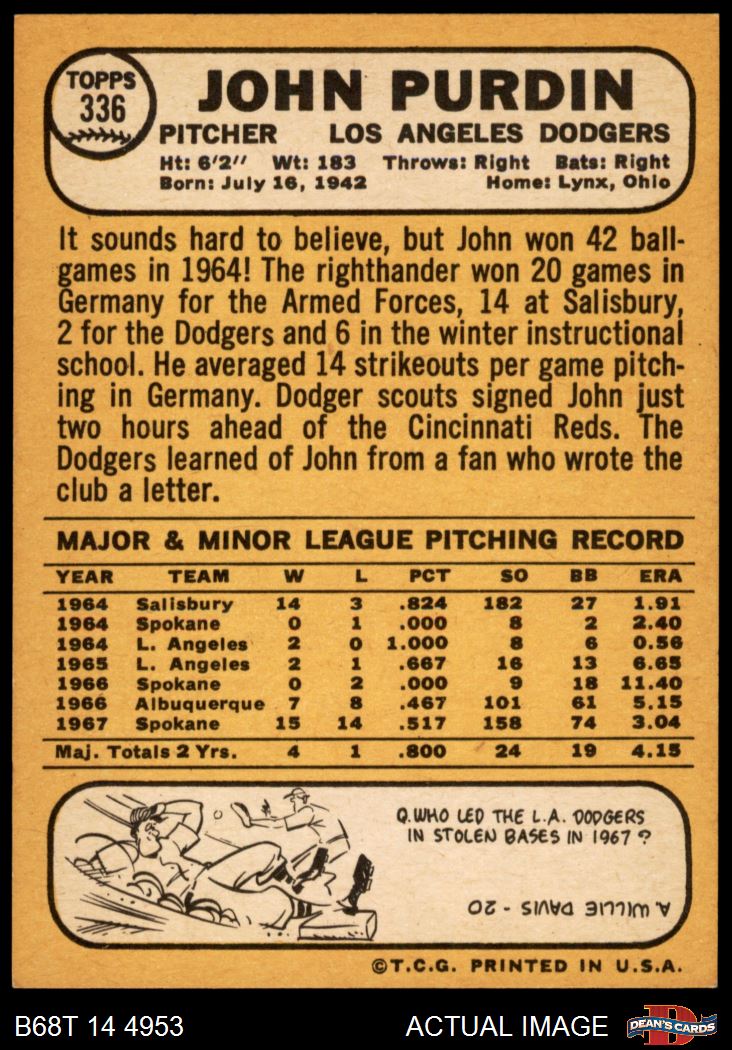 TOPPS
336
JOHN PURDIN
PITCHER LOS ANGELES DODGERS
Ht: 6'2" Wt: 183 Throws: Right Bats: Right
Born: July 16, 1942 Home: Lynx, Ohio
It sounds hard to believe, but John won 42 ball-
games in 1964! The righthander won 20 games in
Germany for the Armed Forces, 14 at Salisbury,
2 for the Dodgers and 6 in the winter instructional
school. He averaged 14 strikeouts per game pitch-
ing in Germany. Dodger scouts signed John just
two hours ahead of the Cincinnati Reds. The
Dodgers learned of John from a fan who wrote the
club a letter.
MAJOR & MINOR LEAGUE PITCHING RECORD
YEAR TEAM W L PCT SO BB ERA
1964 Salisbury 14 3 .824 182 27 1.91
1964 Spokane 0 1 .000 8 2 2.40
1964 L. Angeles 2 0 1.000 8 6 0.56
1965 L. Angeles 2 1 .667 16 13 6.65
1966 Spokane 0 2 .000 9 18 11.40
1966 Albuquerque 7 8 .467 101 61 5.15
1967 Spokane 15 14 .517 158 74 3.04
Maj. Totals 2 Yrs. 4 1 .800 24 19 4.15
Q. WHO LED THE L.A. DODGERS
IN STOLEN BASES IN 1967 ?
A. WILLIE DAVIS - 20
©T.C.G. PRINTED IN U.S.A.
B68T 14 4953 ACTUAL IMAGE
DEAN'S CARDS